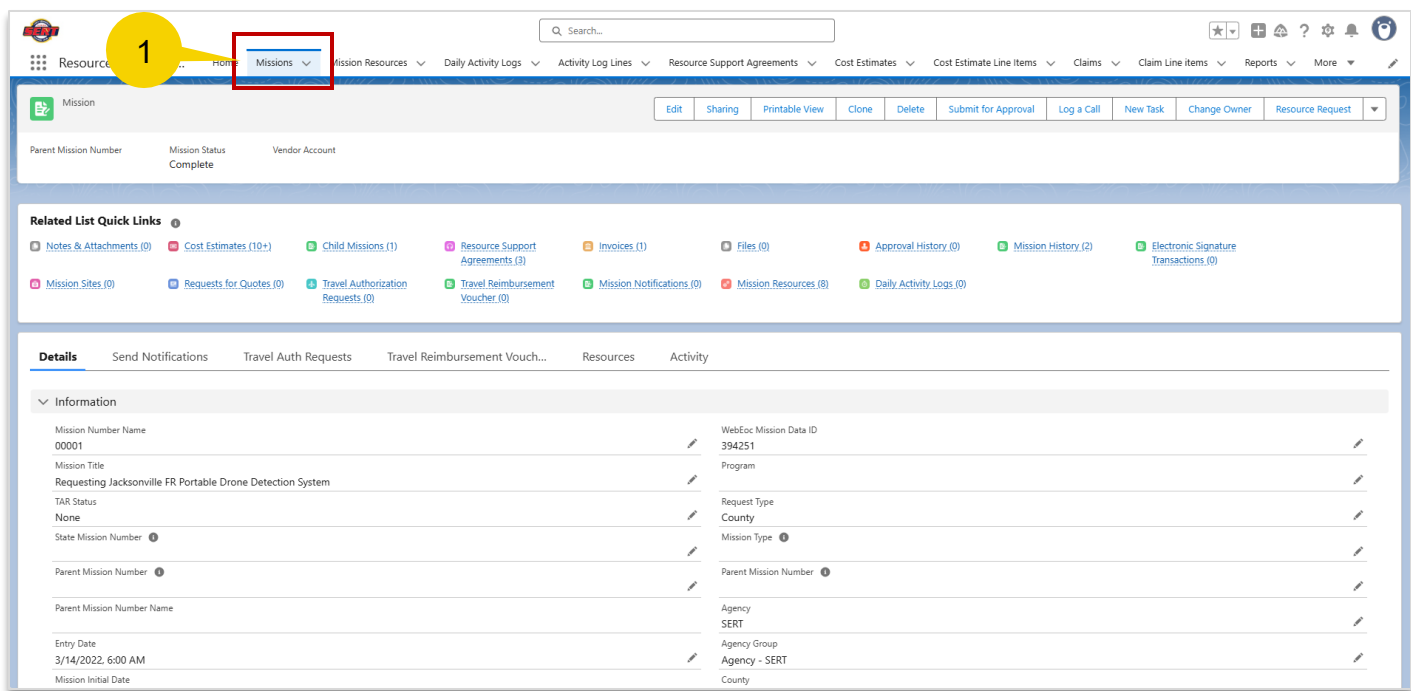 SERT
Search...
1
Resource
Home
Missions
Mission Resources
Daily Activity Logs
Activity Log Lines
Resource Support Agreements
Cost Estimates
Cost Estimate Line Items
Claims
Claim Line items
Reports
More
Mission
Edit
Sharing
Printable View
Clone
Delete
Submit for Approval
Log a Call
New Task
Change Owner
Resource Request
Parent Mission Number
Mission Status
Vendor Account
Complete
Related List Quick Links
Notes & Attachments (0)
Cost Estimates (10+)
Child Missions (1)
Resource Support
Agreements (3)
Invoices (1)
Files (0)
Approval History (0)
Mission History (2)
Electronic Signature
Transactions (0)
Mission Sites (0)
Requests for Quotes (0)
Travel Authorization
Requests (0)
Travel Reimbursement
Voucher (0)
Mission Notifications (0)
Mission Resources (8)
Daily Activity Logs (0)
Details
Send Notifications
Travel Auth Requests
Travel Reimbursement Vouch...
Resources
Activity
Information
Mission Number Name
00001
WebEoc Mission Data ID
394251
Mission Title
Requesting Jacksonville FR Portable Drone Detection System
Program
TAR Status
None
Request Type
County
State Mission Number
Mission Type
Parent Mission Number
Parent Mission Number
Parent Mission Number Name
Agency
SERT
Entry Date
3/14/2022, 6:00 AM
Agency Group
Agency - SERT
Mission Initial Date
County